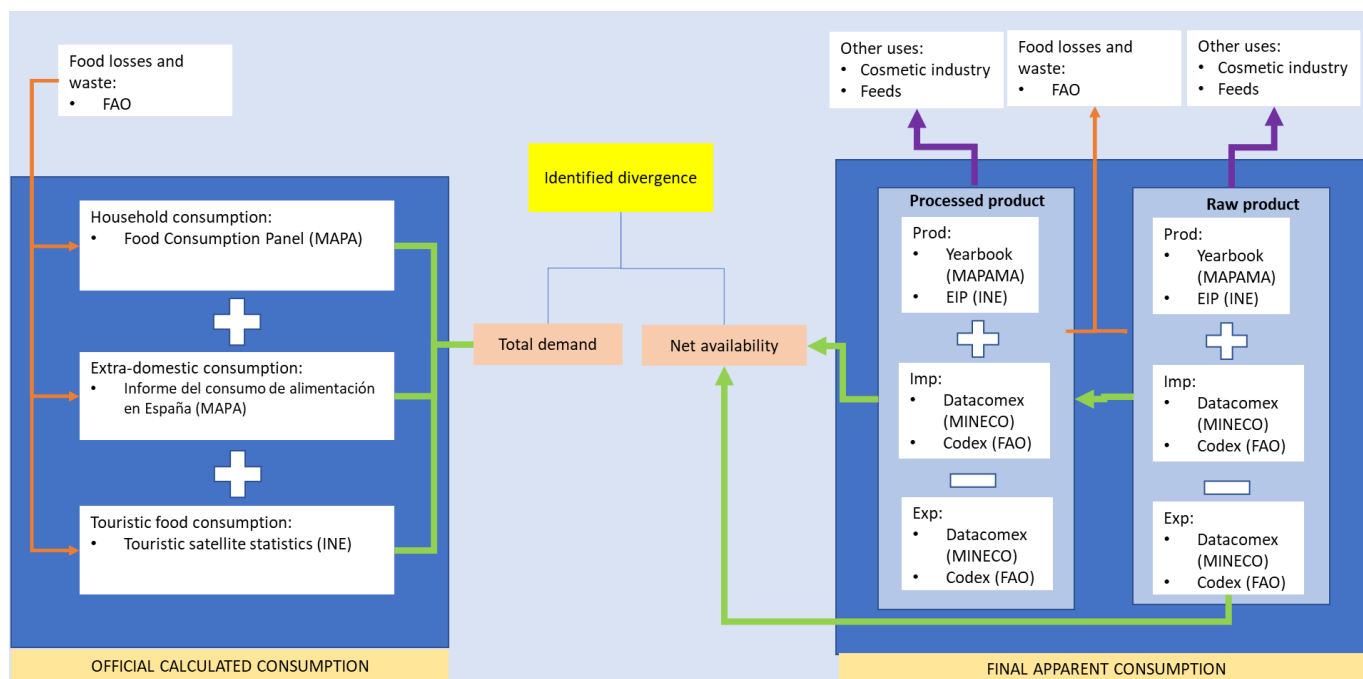 Food losses and
waste:
• FAO
Household consumption:
• Food Consumption Panel (MAPA)
Extra-domestic consumption:
• Informe del consumo de alimentación
en España (MAPA)
Touristic food consumption:
• Touristic satellite statistics (INE)
OFFICIAL CALCULATED CONSUMPTION
Identified divergence
Total demand
Net availability
Other uses:
• Cosmetic industry
• Feeds
Food losses and
waste:
• FAO
Other uses:
• Cosmetic industry
• Feeds
Processed product
Prod:
• Yearbook
(MAPAMA)
• EIP (INE)
Imp:
• Datacomex
(MINECO)
• Codex (FAO)
Exp:
• Datacomex
(MINECO)
• Codex (FAO)
Raw product
Prod:
• Yearbook
(MAPAMA)
• EIP (INE)
Imp:
• Datacomex
(MINECO)
• Codex (FAO)
Exp:
• Datacomex
(MINECO)
• Codex (FAO)
FINAL APPARENT CONSUMPTION